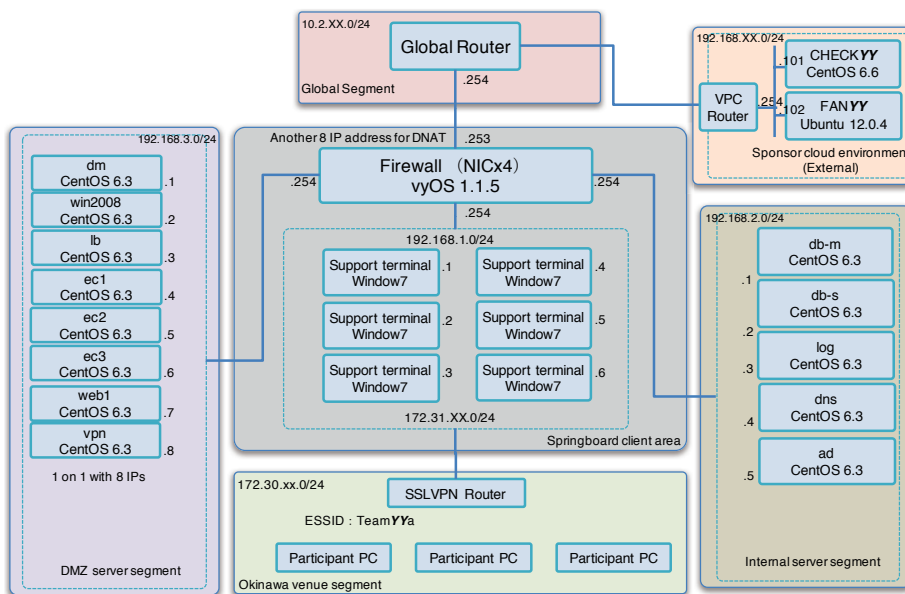 10.2.XX.0/24
Global Router
.254
Global Segment
192.168.XX.0/24
.101
CHECKYY
CentOS 6.6
VPC
Router
.254
.102
FANYY
Ubuntu 12.0.4
Sponsor cloud environment
(External)
192.168.3.0/24
dm
CentOS 6.3
.1
win2008
CentOS 6.3
.2
lb
CentOS 6.3
.3
ec1
CentOS 6.3
.4
ec2
CentOS 6.3
.5
ec3
CentOS 6.3
.6
web1
CentOS 6.3
.7
vpn
CentOS 6.3
.8
1 on 1 with 8 IPs
DMZ server segment
Another 8 IP address for DNAT
.253
Firewall （NICx4）
vyOS 1.1.5
.254
.254
.254
192.168.1.0/24
Support terminal
Window7
.1
Support terminal
Window7
.4
Support terminal
Window7
.2
Support terminal
Window7
.5
Support terminal
Window7
.3
Support terminal
Window7
.6
172.31.XX.0/24
Springboard client area
192.168.2.0/24
db-m
CentOS 6.3
.1
db-s
CentOS 6.3
.2
log
CentOS 6.3
.3
dns
CentOS 6.3
.4
ad
CentOS 6.3
.5
Internal server segment
172.30.xx.0/24
SSLVPN Router
ESSID：TeamYYa
Participant PC
Participant PC
Participant PC
Okinawa venue segment